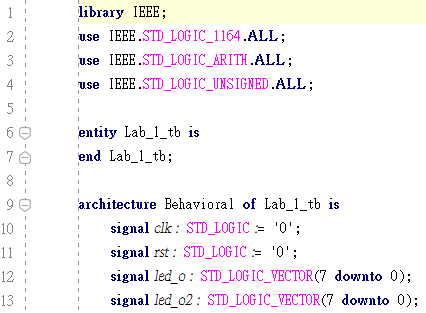 1 library IEEE;
2 use IEEE.STD_LOGIC_1164.ALL;
3 use IEEE.STD_LOGIC_ARITH.ALL;
4 use IEEE.STD_LOGIC_UNSIGNED.ALL;
5
6 entity Lab_1_tb is
7 end Lab_1_tb;
8
9 architecture Behavioral of Lab_1_tb is
10 signal clk: STD_LOGIC := '0';
11 signal rst: STD_LOGIC := '0';
12 signal led_o: STD_LOGIC_VECTOR(7 downto 0);
13 signal led_o2: STD_LOGIC_VECTOR(7 downto 0);